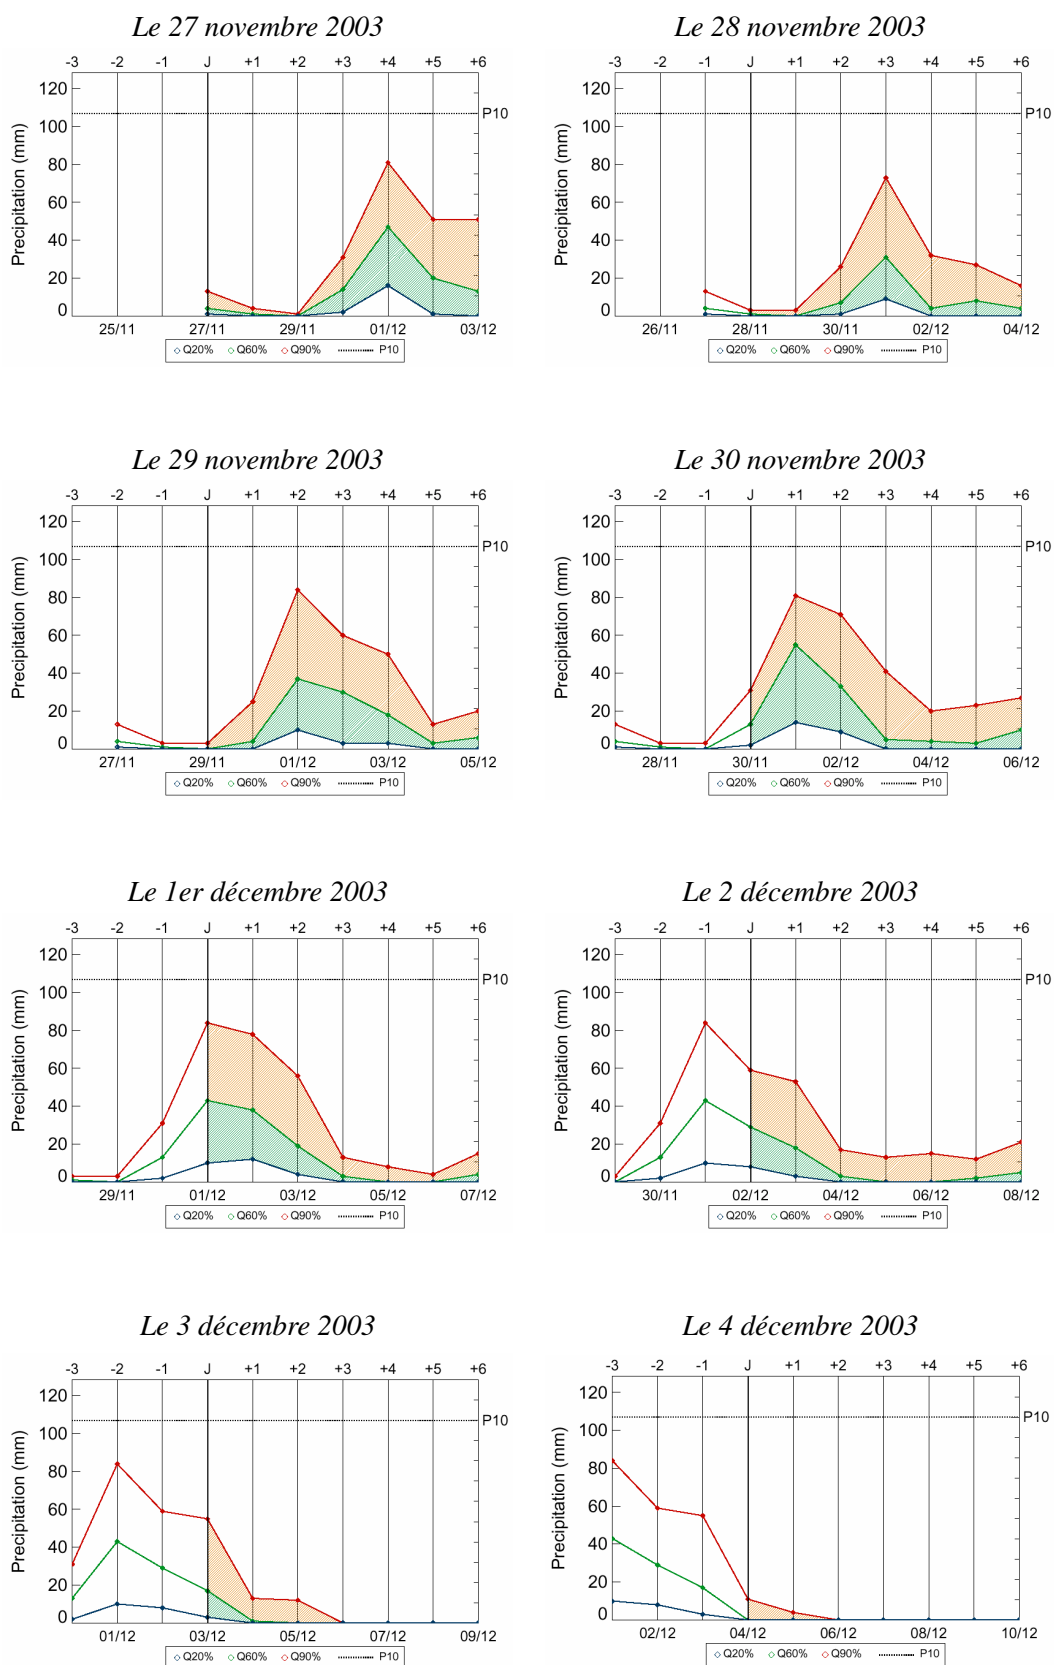 Le 27 novembre 2003
-3 -2 -1 J +1 +2 +3 +4 +5 +6
120
100
80
60
40
20
0
Precipitation (mm)
P10
25/11 27/11 29/11 01/12 03/12
Q20% Q60% Q90% P10
Le 28 novembre 2003
-3 -2 -1 J +1 +2 +3 +4 +5 +6
120
100
80
60
40
20
0
Precipitation (mm)
P10
26/11 28/11 30/11 02/12 04/12
Q20% Q60% Q90% P10
Le 29 novembre 2003
-3 -2 -1 J +1 +2 +3 +4 +5 +6
120
100
80
60
40
20
0
Precipitation (mm)
P10
27/11 29/11 01/12 03/12 05/12
Q20% Q60% Q90% P10
Le 30 novembre 2003
-3 -2 -1 J +1 +2 +3 +4 +5 +6
120
100
80
60
40
20
0
Precipitation (mm)
P10
28/11 30/11 02/12 04/12 06/12
Q20% Q60% Q90% P10
Le 1er décembre 2003
-3 -2 -1 J +1 +2 +3 +4 +5 +6
120
100
80
60
40
20
0
Precipitation (mm)
P10
29/11 01/12 03/12 05/12 07/12
Q20% Q60% Q90% P10
Le 2 décembre 2003
-3 -2 -1 J +1 +2 +3 +4 +5 +6
120
100
80
60
40
20
0
Precipitation (mm)
P10
30/11 02/12 04/12 06/12 08/12
Q20% Q60% Q90% P10
Le 3 décembre 2003
-3 -2 -1 J +1 +2 +3 +4 +5 +6
120
100
80
60
40
20
0
Precipitation (mm)
P10
01/12 03/12 05/12 07/12 09/12
Q20% Q60% Q90% P10
Le 4 décembre 2003
-3 -2 -1 J +1 +2 +3 +4 +5 +6
120
100
80
60
40
20
0
Precipitation (mm)
P10
02/12 04/12 06/12 08/12 10/12
Q20% Q60% Q90% P10